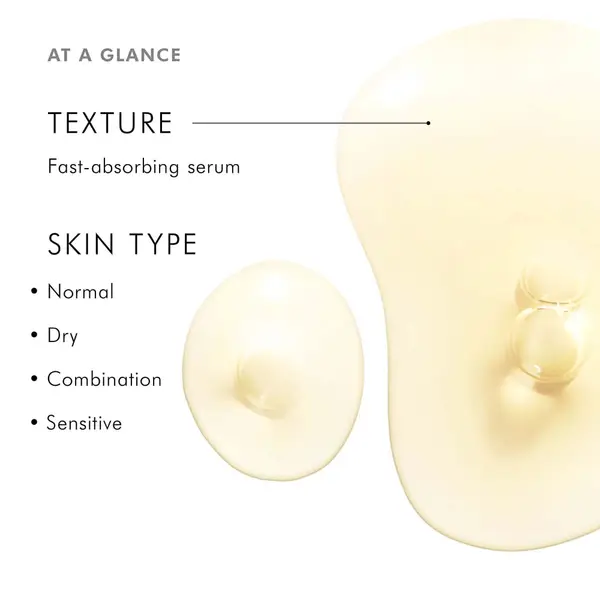 AT A GLANCE
TEXTURE
Fast-absorbing serum
SKIN TYPE
• Normal
• Dry
• Combination
• Sensitive